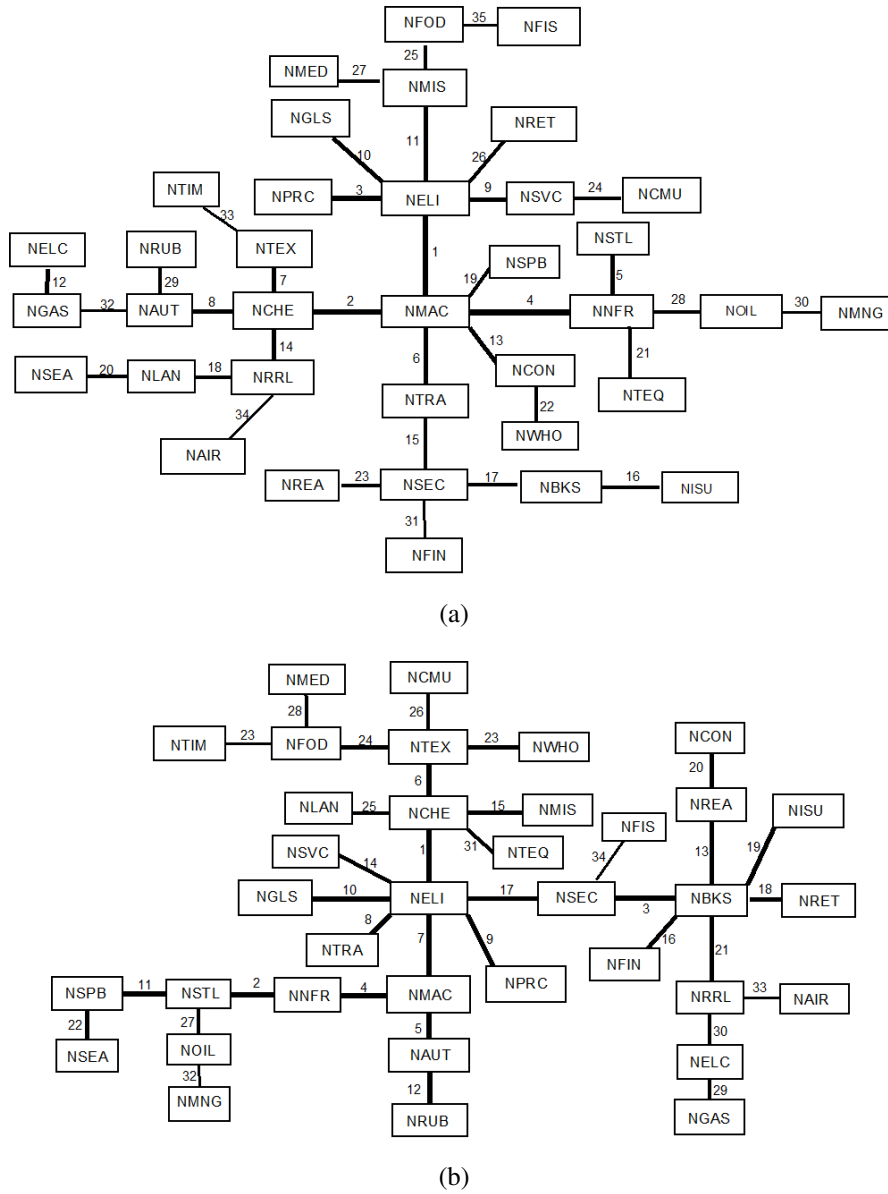 NFOD 35 NFIS
25
NMED 27 NMIS
NGLS NRET
11
10 26
NTIM NPRC 3 NELI 9 NSVC 24 NCMU
33
NELC NRUB NTEX 1 NSPB NSTL
12 29 7 19 5
NGAS 32 NAUT 8 NCHE 2 NMAC 4 NNFR 28 NOIL 30 NMNG
14 13
NSEA 20 NLAN 18 NRRL 6 NCON 21
34 NTRA 22 NTEQ
NAIR NWHO
15
NREA 23 NSEC 17 NBKS 16 NISU
31
NFIN
(a)
NMED NCMU
28 26
NTIM 23 NFOD 24 NTEX 23 NWHO NCON
6 20
NLAN 25 NCHE 15 NMIS NREA NISU
NFIS
NSVC 1 31 NTEQ 34 13 19
14
NGLS 10 NELI 17 NSEC 3 NBKS 18 NRET
8 9 16
NTRA 7 NFIN 21
NPRC
NSPB 11 NSTL 2 NNFR 4 NMAC NRRL 33 NAIR
22 27 5 30
NSEA NOIL NAUT NELC
32 12 29
NMNG NRUB NGAS
(b)